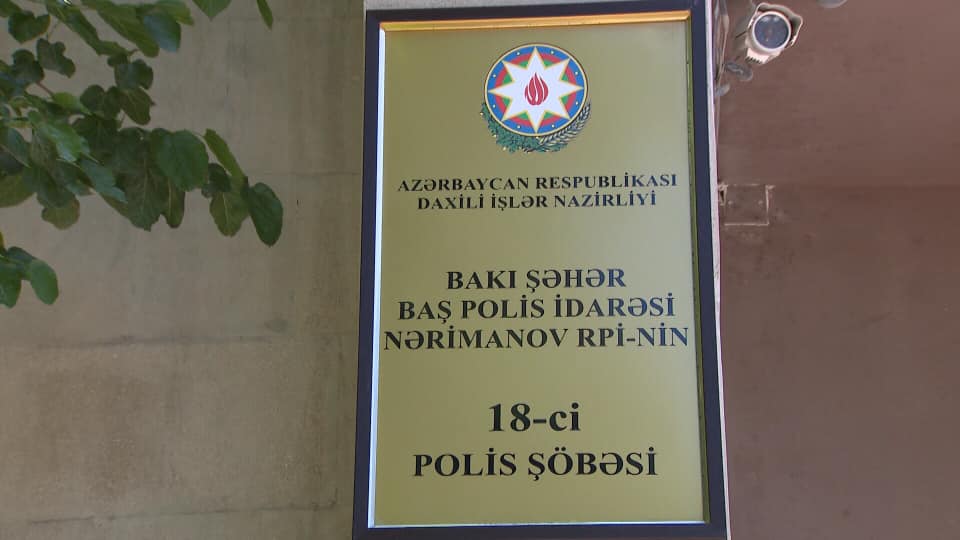 AZƏRBAYCAN RESPUBLİKASI
DAXİLİ İŞLƏR NAZİRLİYİ
BAKI ŞƏHƏR
BAŞ POLİS İDARƏSİ
NƏRİMANOV RPİ-NİN
18-ci
POLİS ŞÖBƏSİ